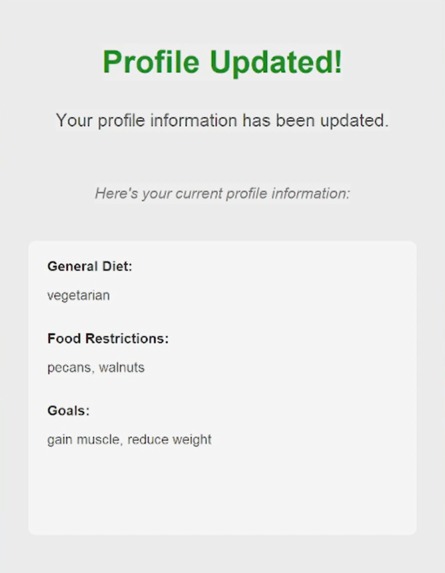 Profile Updated!
Your profile information has been updated.
Here's your current profile information:
General Diet:
vegetarian
Food Restrictions:
pecans, walnuts
Goals:
gain muscle, reduce weight